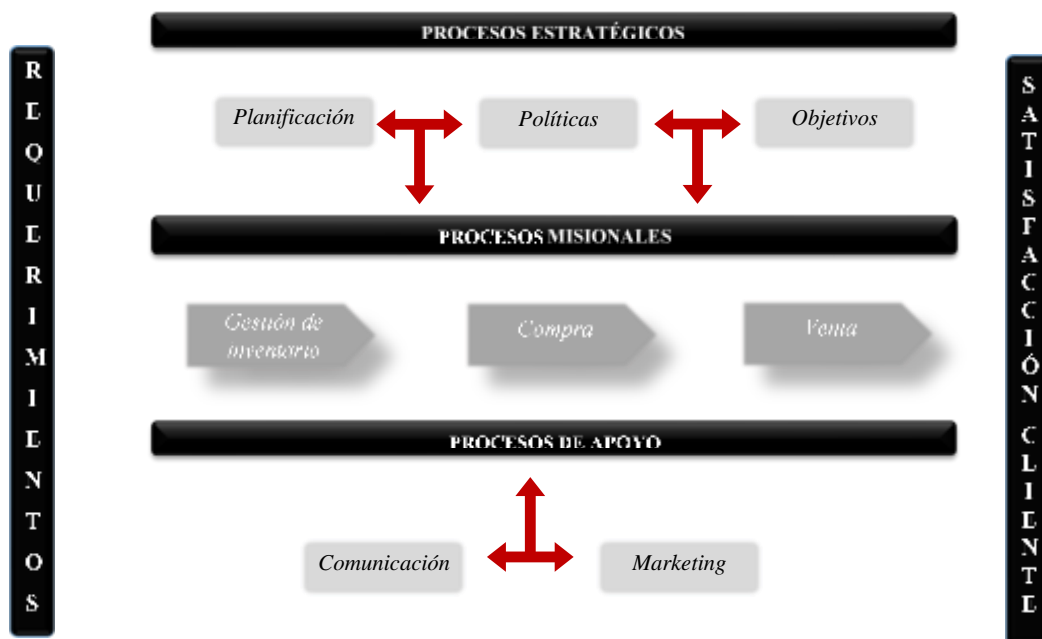 PROCESOS ESTRATÉGICOS
REQUERIMIENTOS
Planificación
Políticas
Objetivos
PROCESOS MISIONALES
Gestión de
inventario
Compra
Venta
PROCESOS DE APOYO
Comunicación
Marketing
SATISFACCIÓN CLIENTE